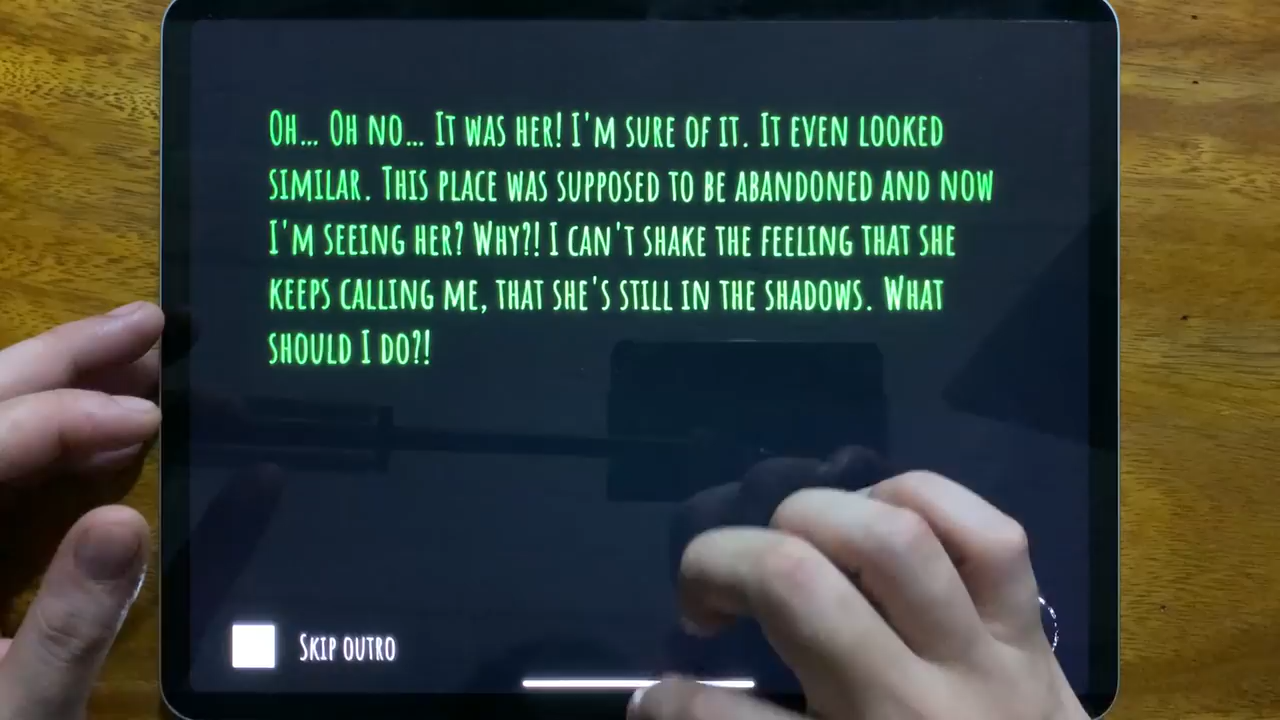 OH... OH NO... IT WAS HER! I'M SURE OF IT. IT EVEN LOOKED
SIMILAR. THIS PLACE WAS SUPPOSED TO BE ABANDONED AND NOW
I'M SEEING HER? WHY?! I CAN'T SHAKE THE FEELING THAT SHE
KEEPS CALLING ME, THAT SHE'S STILL IN THE SHADOWS. WHAT
SHOULD I DO?!
SKIP OUTRO